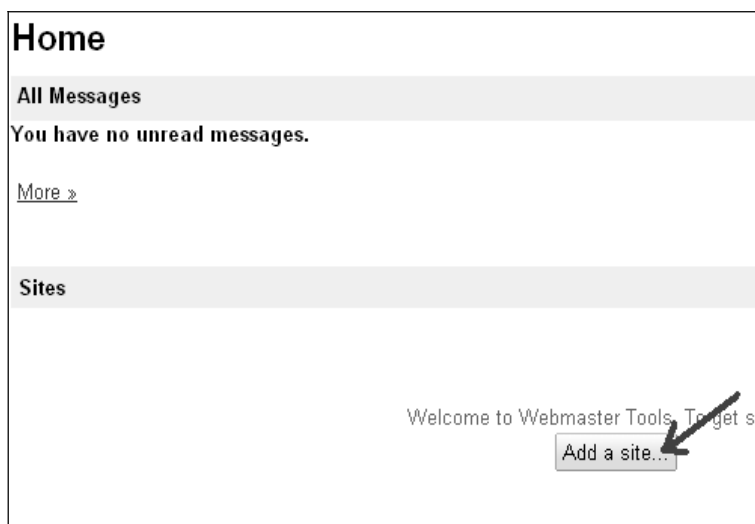 Home
All Messages
You have no unread messages.
More »
Sites
Welcome to Webmaster Tools. To get s
Add a site...